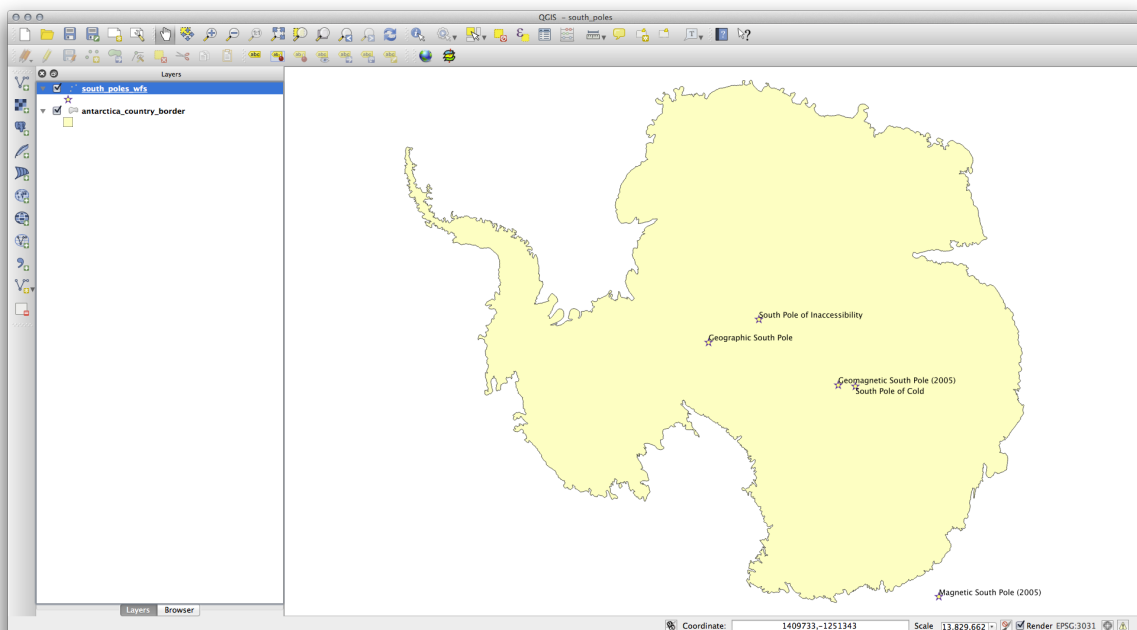 QGIS - south_poles
Layers
south_poles_wfs
antarctica_country_border
South Pole of Inaccessibility
Geographic South Pole
Geomagnetic South Pole (2005)
South Pole of Cold
Magnetic South Pole (2005)
Layers Browser
Coordinate: 1409733,-1251343 Scale 13,829,662 Render EPSG:3031